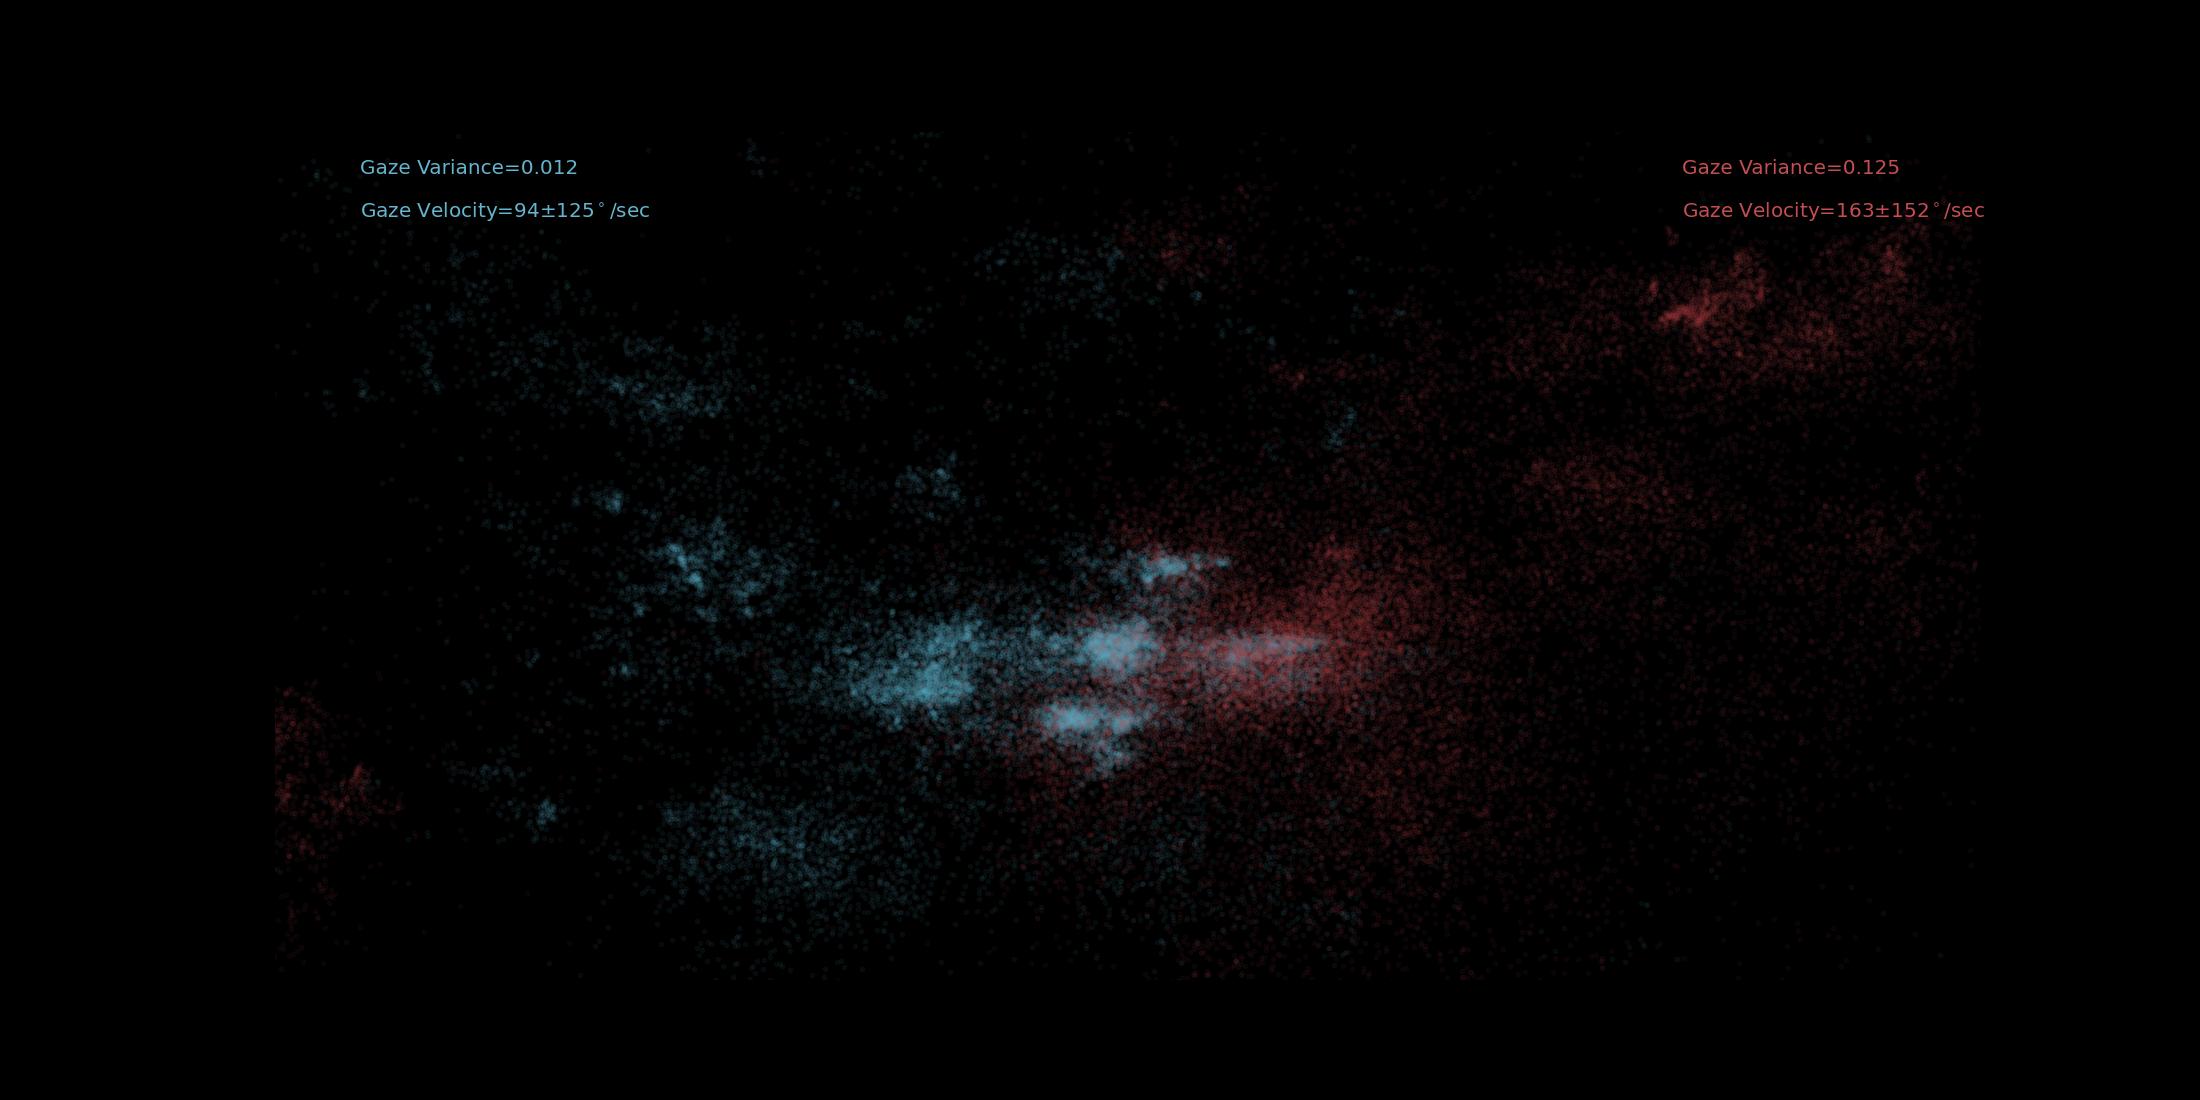 Gaze Variance=0.012
Gaze Velocity=94±125°/sec
Gaze Variance=0.125
Gaze Velocity=163±152°/sec